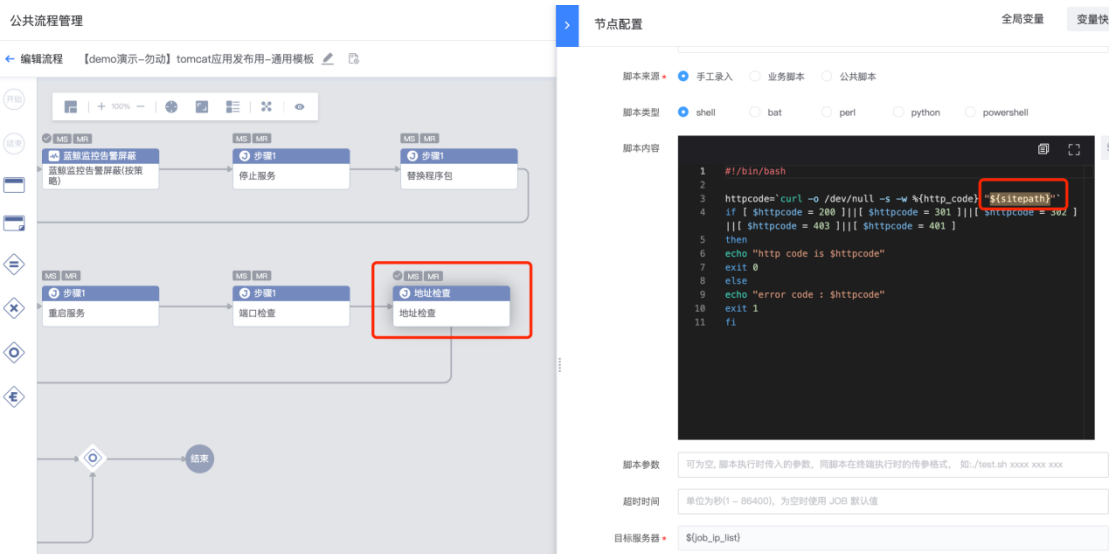 公共流程管理
编辑流程 【demo演示-勿动】tomcat应用发布用-通用模板
开始
100%
结束
MS MR
MS MR
MS MR
蓝鲸监控告警屏蔽
步骤1
步骤1
蓝鲸监控告警屏蔽(按策略)
停止服务
替换程序包
MS MR
MS MR
MS MR
步骤1
步骤1
地址检查
重启服务
端口检查
地址检查
结束
节点配置
全局变量
变量快
脚本来源 * 手工录入 业务脚本 公共脚本
脚本类型 shell bat perl python powershell
脚本内容
1 #!/bin/bash
2
3 httpcode=`curl -o /dev/null -s -w %{http_code} "${sitepath}"`
4 if [ $httpcode = 200 ]||[ $httpcode = 301 ]||[ $httpcode = 302 ]
||[ $httpcode = 403 ]||[ $httpcode = 401 ]
5 then
6 echo "http code is $httpcode"
7 exit 0
8 else
9 echo "error code : $httpcode"
10 exit 1
11 fi
脚本参数 可为空, 脚本执行时传入的参数，同脚本在终端执行时的传参格式， 如:./test.sh xxxx xxx xxx
超时时间 单位为秒(1 - 86400)，为空时使用 JOB 默认值
目标服务器 * ${job_ip_list}